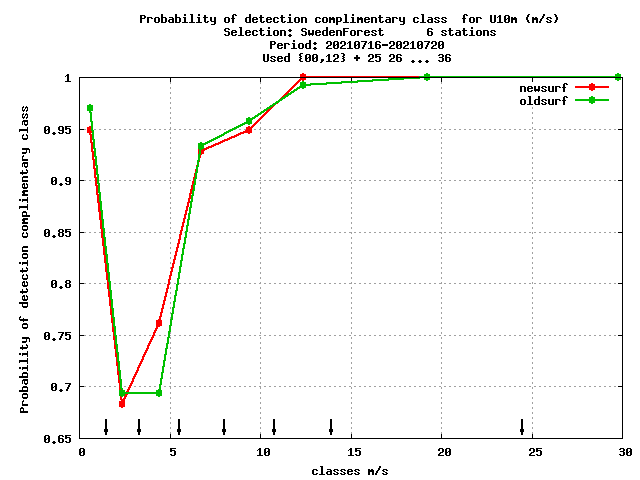 Probability of detection complimentary class  for U10m (m/s)
Selection: SwedenForest      6 stations
Period: 20210716-20210720
Used {00,12} + 25 26 ... 36
newsurf
oldsurf
Probability of detection complimentary class
1
0.95
0.9
0.85
0.8
0.75
0.7
0.65
0 5 10 15 20 25 30
classes m/s